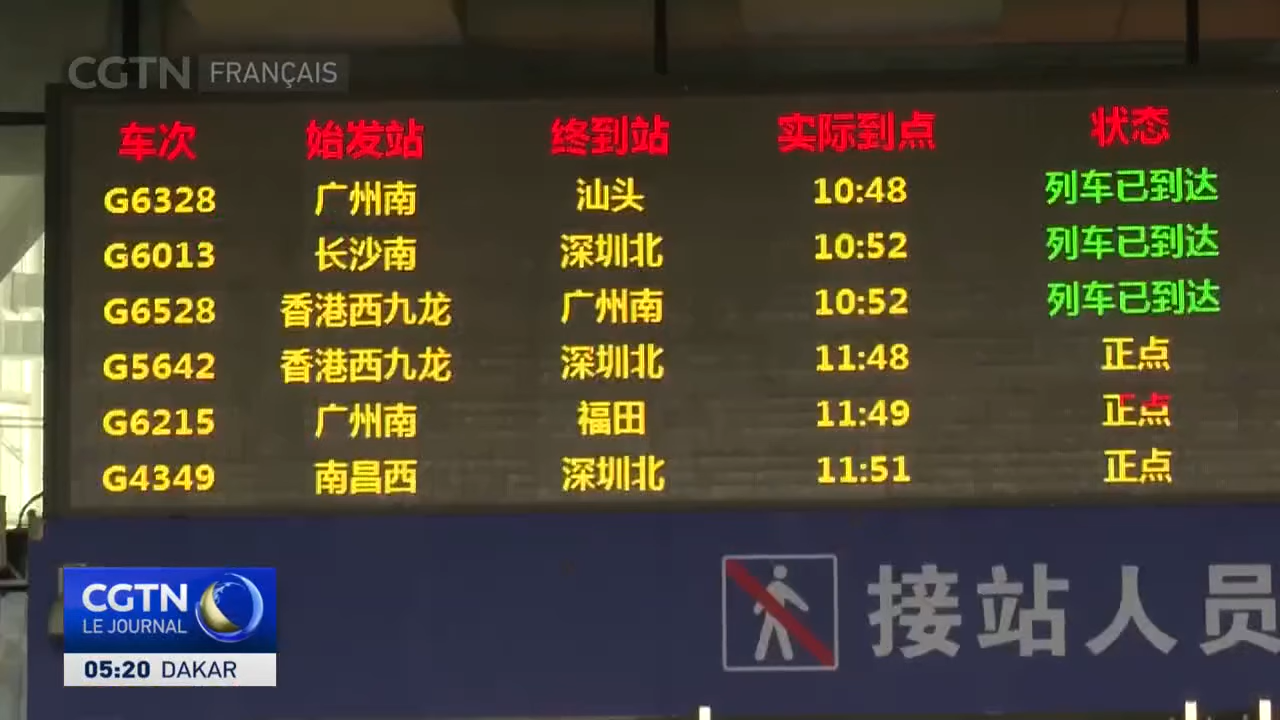 CGTN FRANÇAIS
车次 始发站 终到站 实际到点 状态
G6328 广州南 汕头 10:48 列车已到达
G6013 长沙南 深圳北 10:52 列车已到达
G6528 香港西九龙 广州南 10:52 列车已到达
G5642 香港西九龙 深圳北 11:48 正点
G6215 广州南 福田 11:49 正点
G4349 南昌西 深圳北 11:51 正点
接站人员
CGTN
LE JOURNAL
05:20 DAKAR